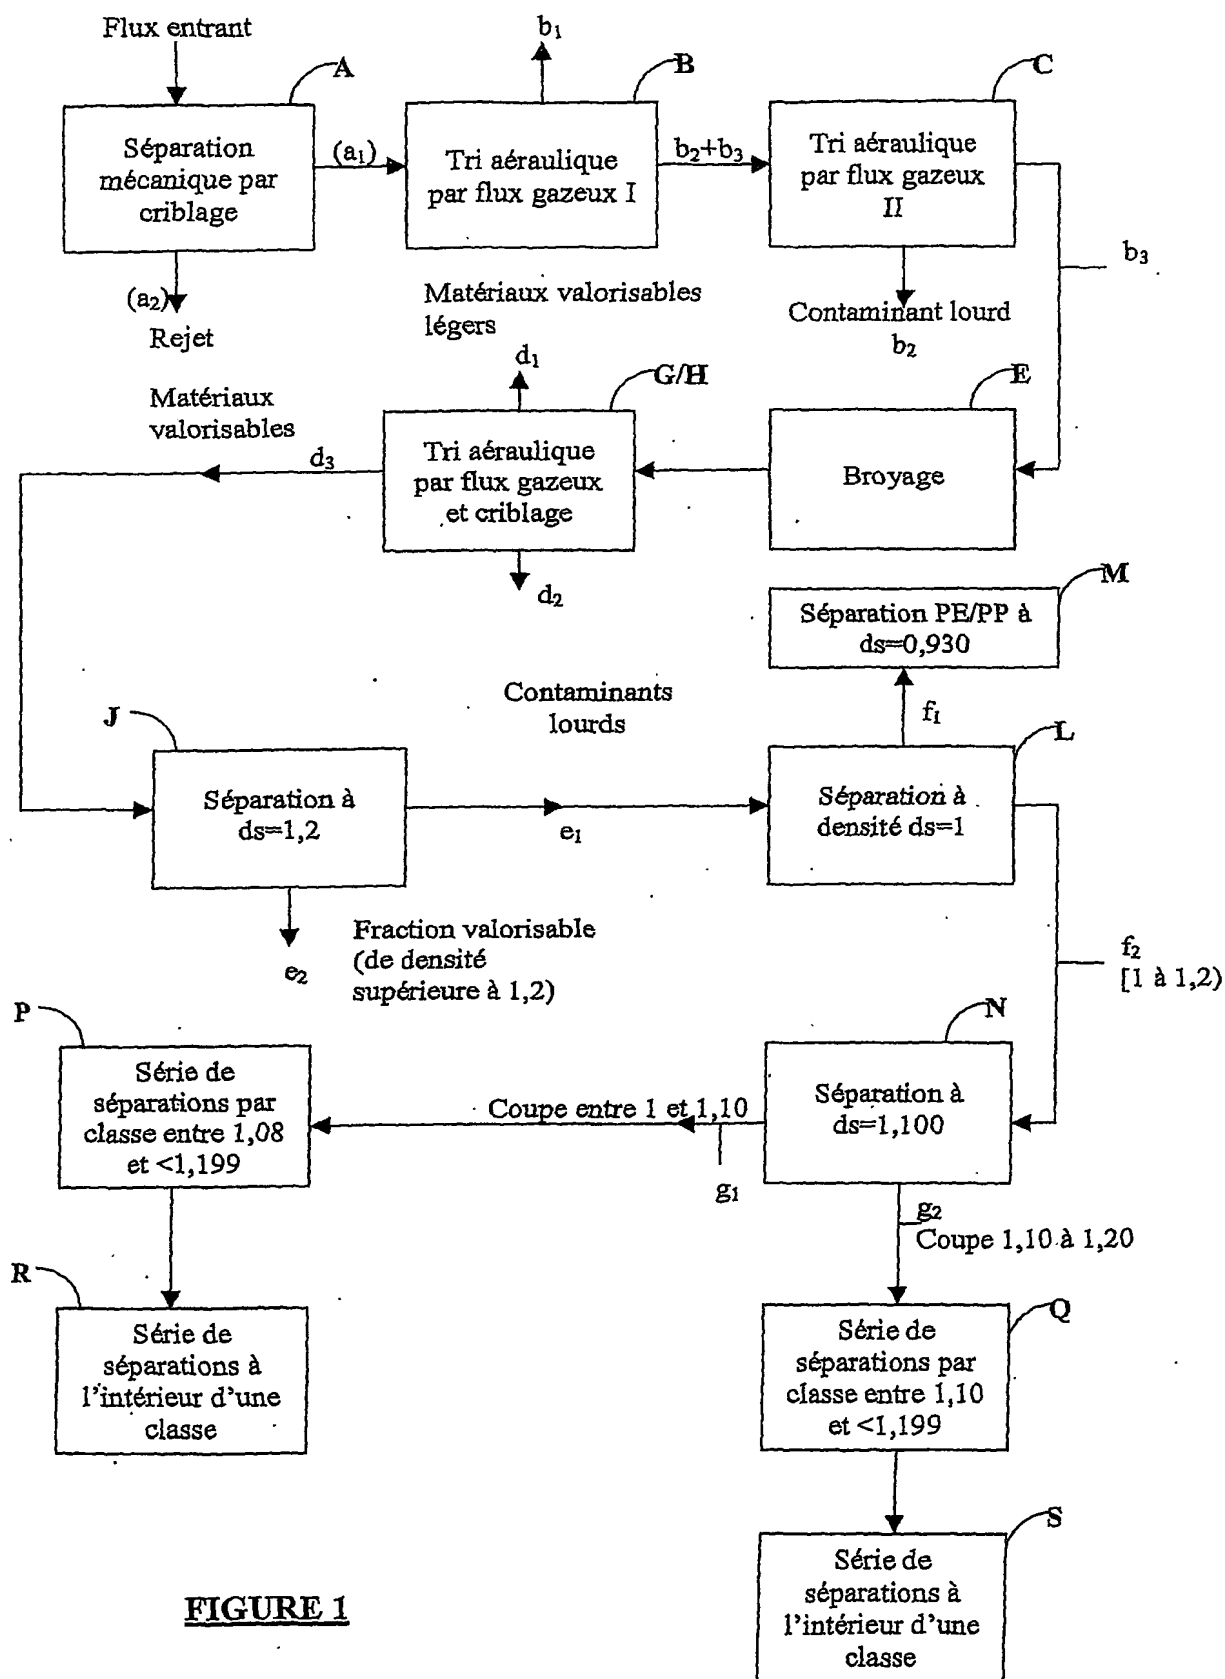 Flux entrant
b₁
A
B
C
Séparation
mécanique par
criblage
(a₁)
Tri aéraulique
par flux gazeux I
b₂+b₃
Tri aéraulique
par flux gazeux
II
b₃
(a₂)
Rejet
Matériaux valorisables
légers
Contaminant lourd
b₂
d₁
G/H
E
Matériaux
valorisables
d₃
Tri aéraulique
par flux gazeux
et criblage
Broyage
d₂
M
Séparation PE/PP à
ds=0,930
Contaminants
lourds
f₁
J
L
Séparation à
ds=1,2
e₁
Séparation à
densité ds=1
e₂
Fraction valorisable
(de densité
supérieure à 1,2)
f₂
[1 à 1,2)
P
N
Série de
séparations par
classe entre 1,08
et <1,199
Coupe entre 1 et 1,10
g₁
Séparation à
ds=1,100
g₂
Coupe 1,10 à 1,20
R
Q
Série de
séparations à
l'intérieur d'une
classe
Série de
séparations par
classe entre 1,10
et <1,199
S
Série de
séparations à
l'intérieur d'une
classe
FIGURE 1